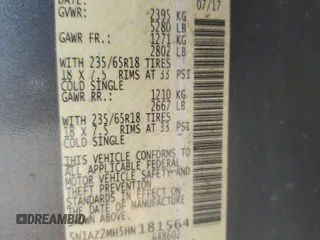 DATE: 07/17
GVWR: 2395 KG
5280 LB
GAWR FR.: 1271 KG
2802 LB
WITH 235/65R18 TIRES
18 X 7.5 RIMS AT 33 PSI
COLD SINGLE
GAWR RR.: 1210 KG
2667 LB
WITH 235/65R18 TIRES
18 X 7.5 RIMS AT 33 PSI
COLD SINGLE
THIS VEHICLE CONFORMS TO
ALL APPLICABLE FEDERAL
MOTOR VEHICLE SAFETY AND
THEFT PREVENTION STANDARDS
IN EFFECT ON THE DATE
OF MANUFACTURE SHOWN ABOVE.
5N1AZ2MH5HN181564
648602
DREAMBID